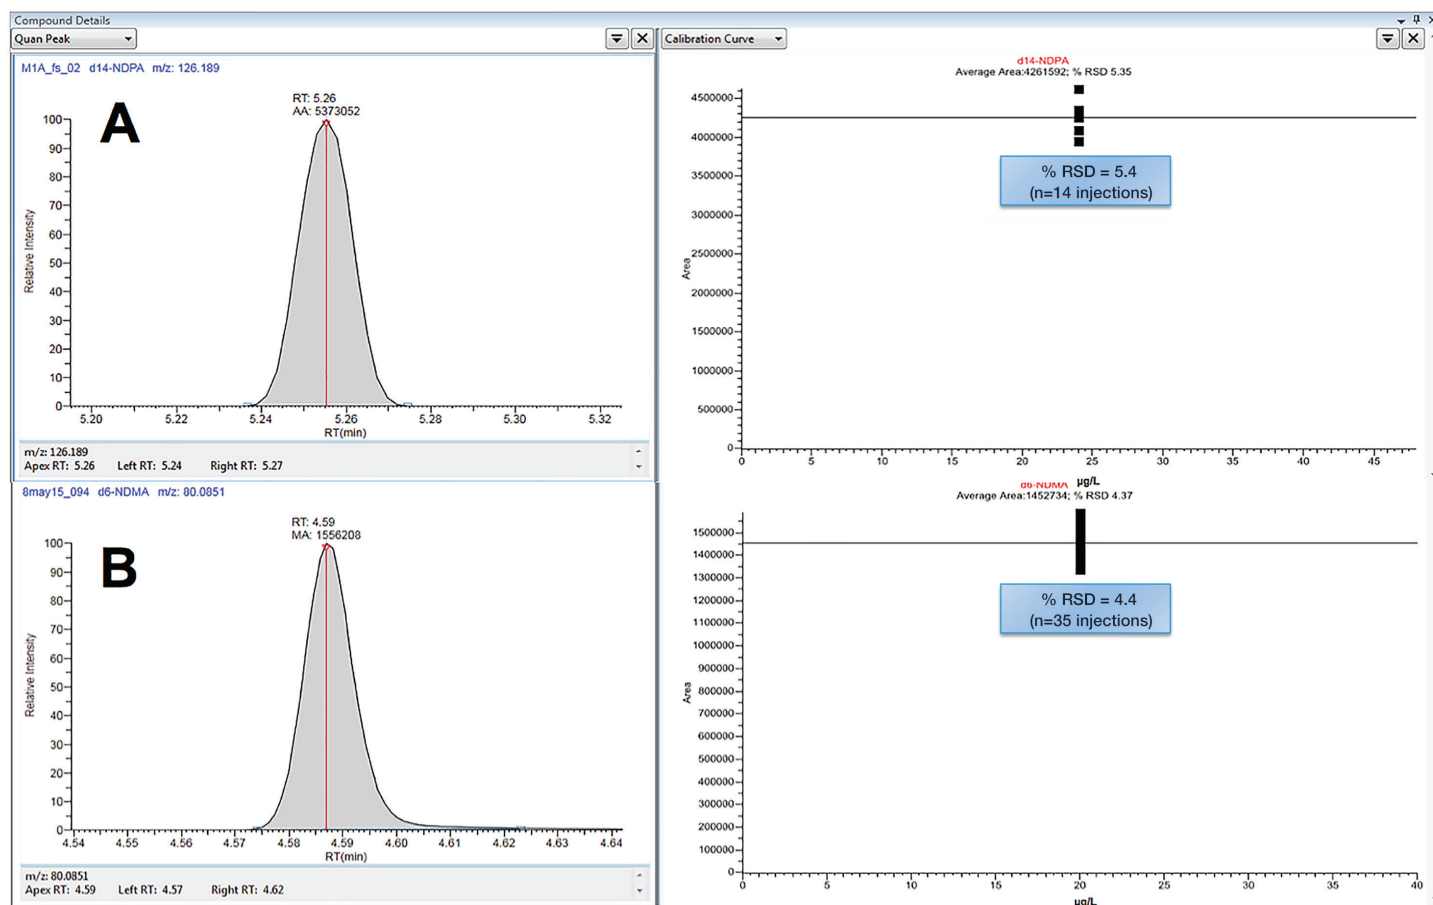 Compound Details
Quan Peak
Calibration Curve
M1A_fs_02 d14-NDPA m/z: 126.189
A
RT: 5.26
AA: 5373052
100
90
80
70
60
50
40
30
20
10
0
Relative Intensity
5.20 5.22 5.24 5.26 5.28 5.30 5.32
RT(min)
m/z: 126.189
Apex RT: 5.26 Left RT: 5.24 Right RT: 5.27
d14-NDPA
Average Area:4261592; % RSD 5.35
4500000
4000000
3500000
3000000
2500000
2000000
1500000
1000000
500000
0
Area
% RSD = 5.4
(n=14 injections)
0 5 10 15 20 25 30 35 40 45
µg/L
8may15_094 d6-NDMA m/z: 80.0851
B
RT: 4.59
MA: 1556208
100
90
80
70
60
50
40
30
20
10
0
Relative Intensity
4.54 4.55 4.56 4.57 4.58 4.59 4.60 4.61 4.62 4.63 4.64
RT(min)
m/z: 80.0851
Apex RT: 4.59 Left RT: 4.57 Right RT: 4.62
d6-NDMA
Average Area:1452734; % RSD 4.37
1500000
1400000
1300000
1200000
1100000
1000000
900000
800000
700000
600000
500000
400000
300000
200000
100000
0
Area
% RSD = 4.4
(n=35 injections)
0 5 10 15 20 25 30 35 40
µg/L